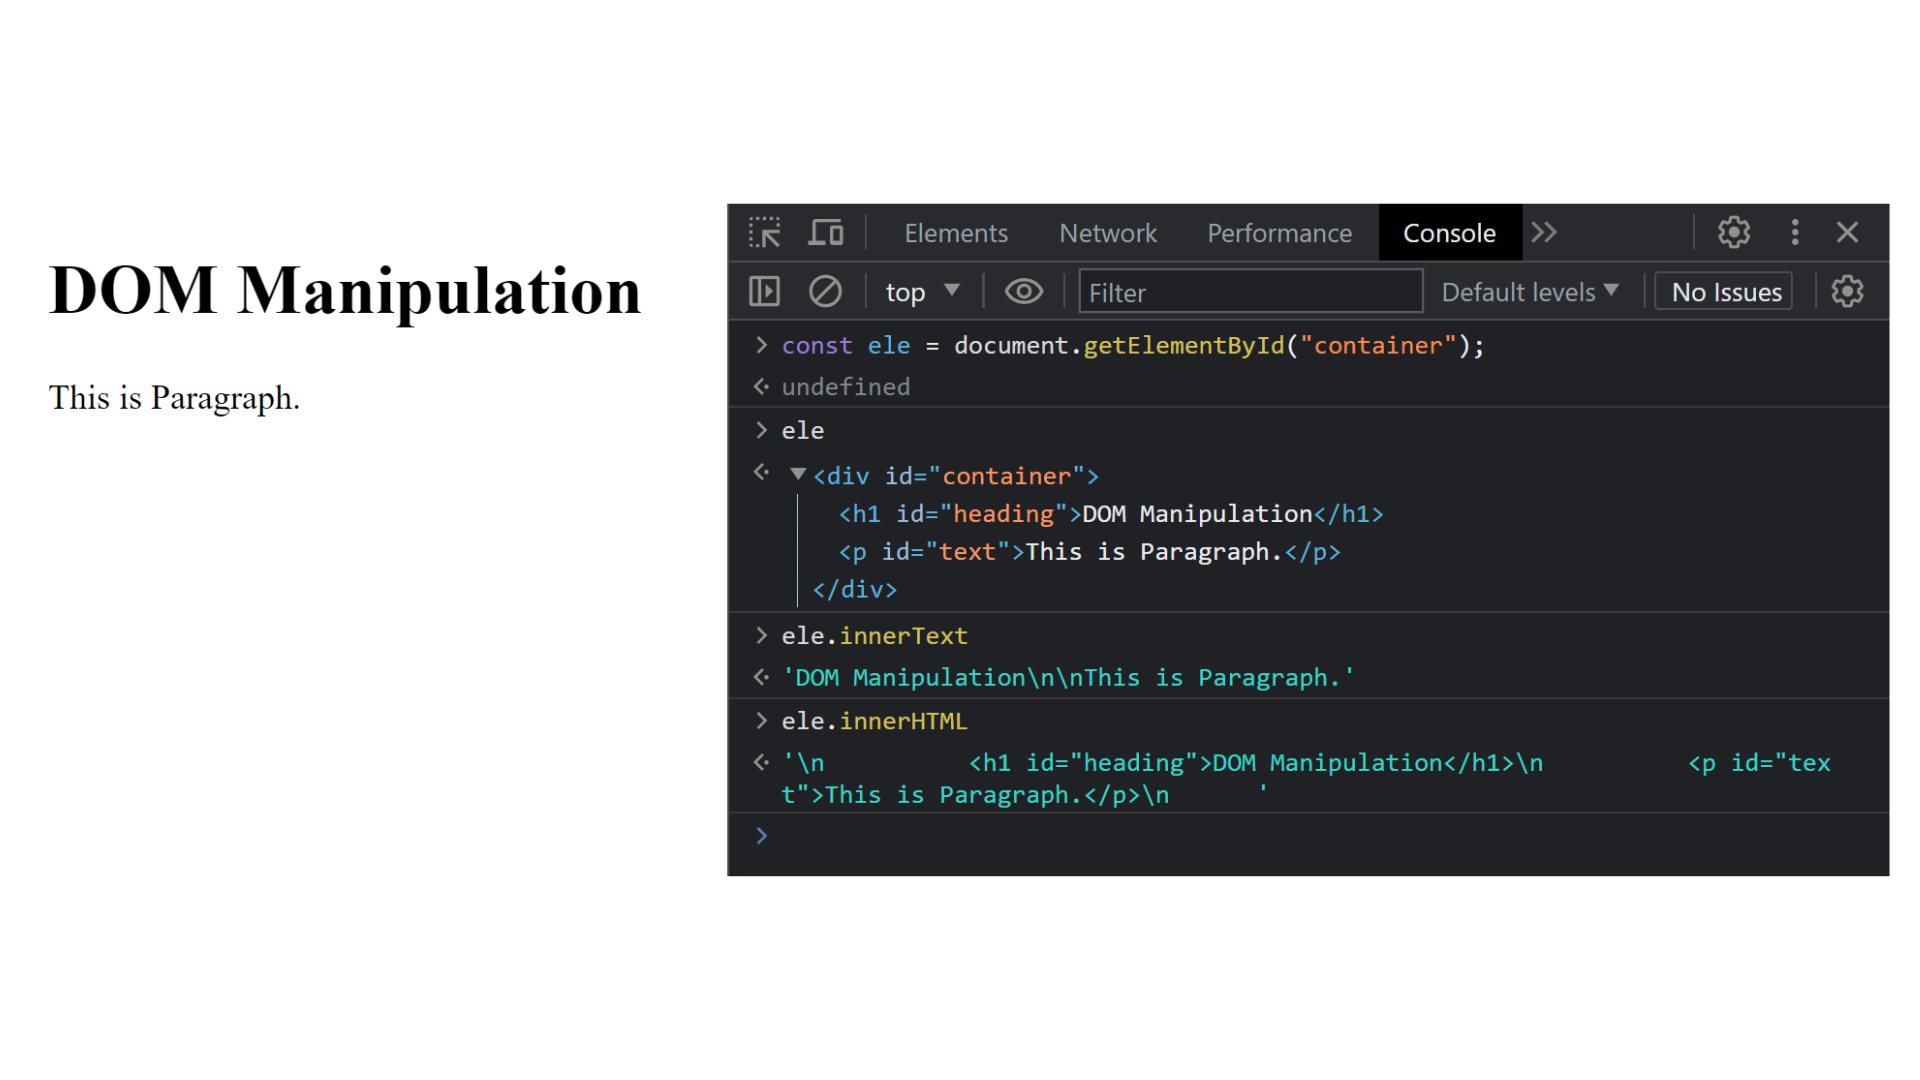 DOM Manipulation
This is Paragraph.
Elements Network Performance Console
top Filter Default levels No Issues
const ele = document.getElementById("container");
undefined
ele
<div id="container">
<h1 id="heading">DOM Manipulation</h1>
<p id="text">This is Paragraph.</p>
</div>
ele.innerText
'DOM Manipulation\n\nThis is Paragraph.'
ele.innerHTML
'\n          <h1 id="heading">DOM Manipulation</h1>\n          <p id="tex
t">This is Paragraph.</p>\n      '